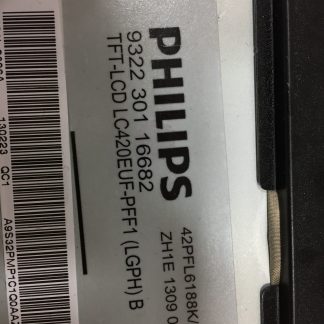 PHILIPS
9322 301 16682
TFT-LCD LC420EUF-PFF1 (LGPH) B
42PFL6188K/
ZH1E 1309
130223 QC1